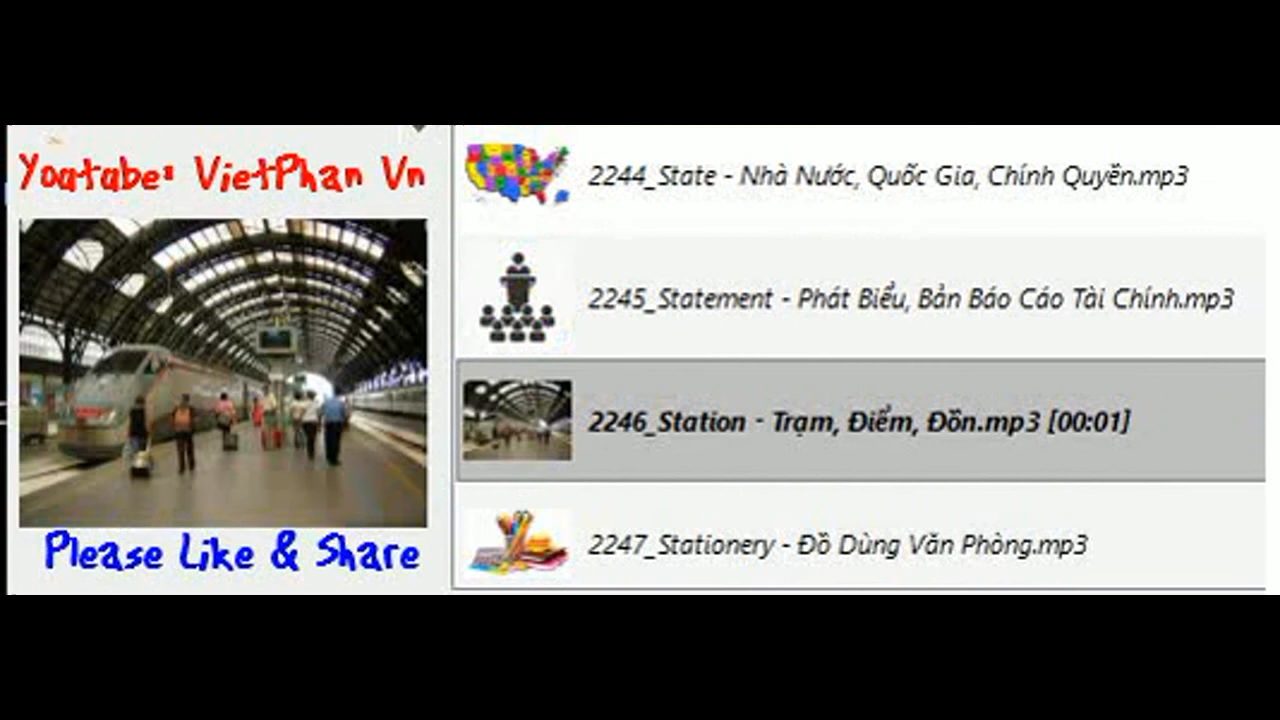 Youtube: VietPhan Vn
Please Like & Share
2244_State - Nhà Nước, Quốc Gia, Chính Quyền.mp3
2245_Statement - Phát Biểu, Bản Báo Cáo Tài Chính.mp3
2246_Station - Trạm, Điểm, Đồn.mp3 [00:01]
2247_Stationery - Đồ Dùng Văn Phòng.mp3